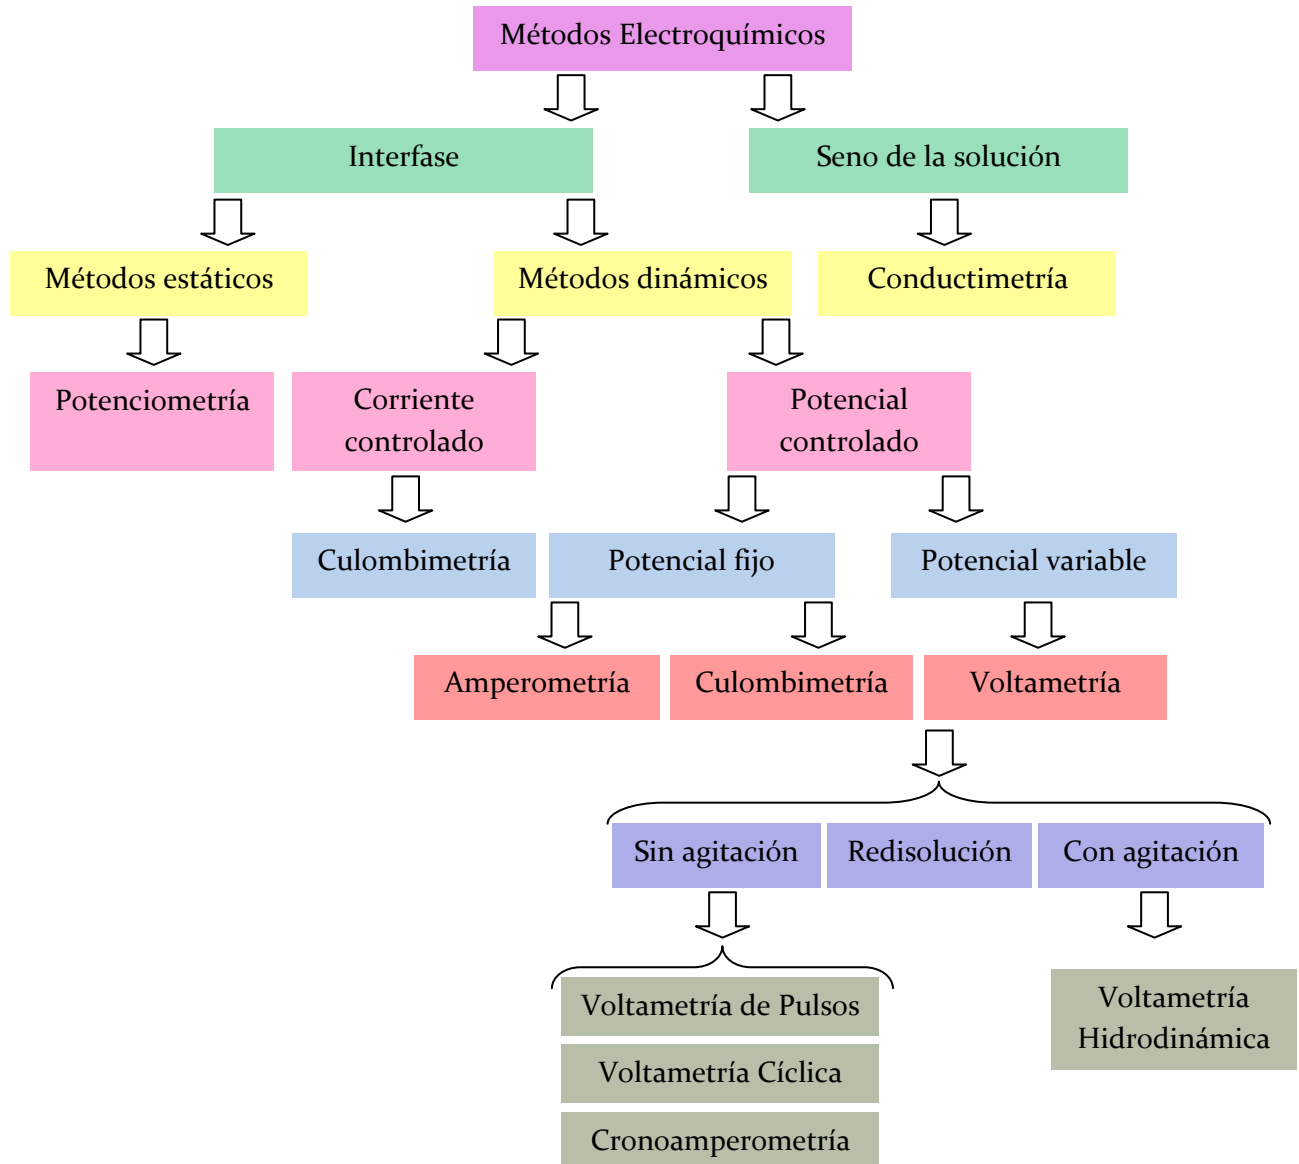 Métodos Electroquímicos
Interfase
Seno de la solución
Métodos estáticos
Métodos dinámicos
Conductimetría
Potenciometría
Corriente
controlado
Potencial
controlado
Culombimetría
Potencial fijo
Potencial variable
Amperometría
Culombimetría
Voltametría
Sin agitación
Redisolución
Con agitación
Voltametría de Pulsos
Voltametría Cíclica
Cronoamperometría
Voltametría
Hidrodinámica